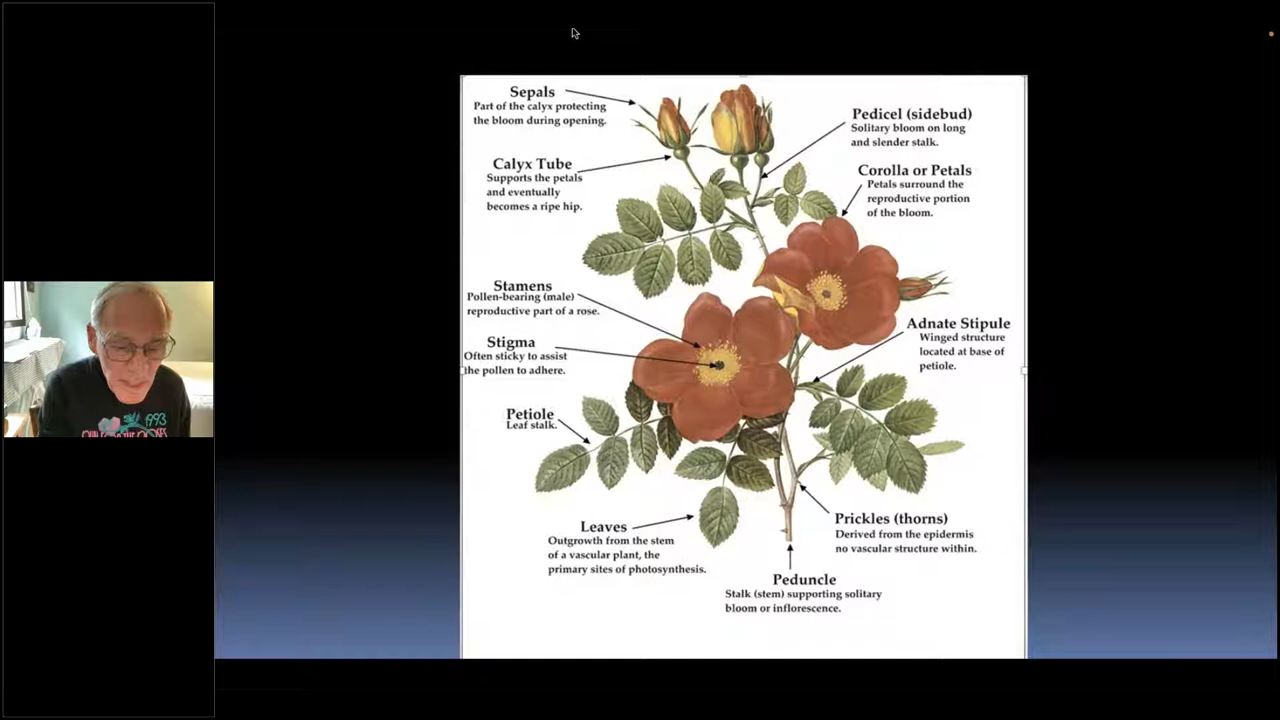 Sepals
Part of the calyx protecting
the bloom during opening.
Pedicel (sidebud)
Solitary bloom on long
and slender stalk.
Calyx Tube
Supports the petals
and eventually
becomes a ripe hip.
Corolla or Petals
Petals surround the
reproductive portion
of the bloom.
Stamens
Pollen-bearing (male)
reproductive part of a rose.
Stigma
Often sticky to assist
the pollen to adhere.
Adnate Stipule
Winged structure
located at base of
petiole.
Petiole
Leaf stalk.
1993
Leaves
Outgrowth from the stem
of a vascular plant, the
primary sites of photosynthesis.
Prickles (thorns)
Derived from the epidermis
no vascular structure within.
Peduncle
Stalk (stem) supporting solitary
bloom or inflorescence.